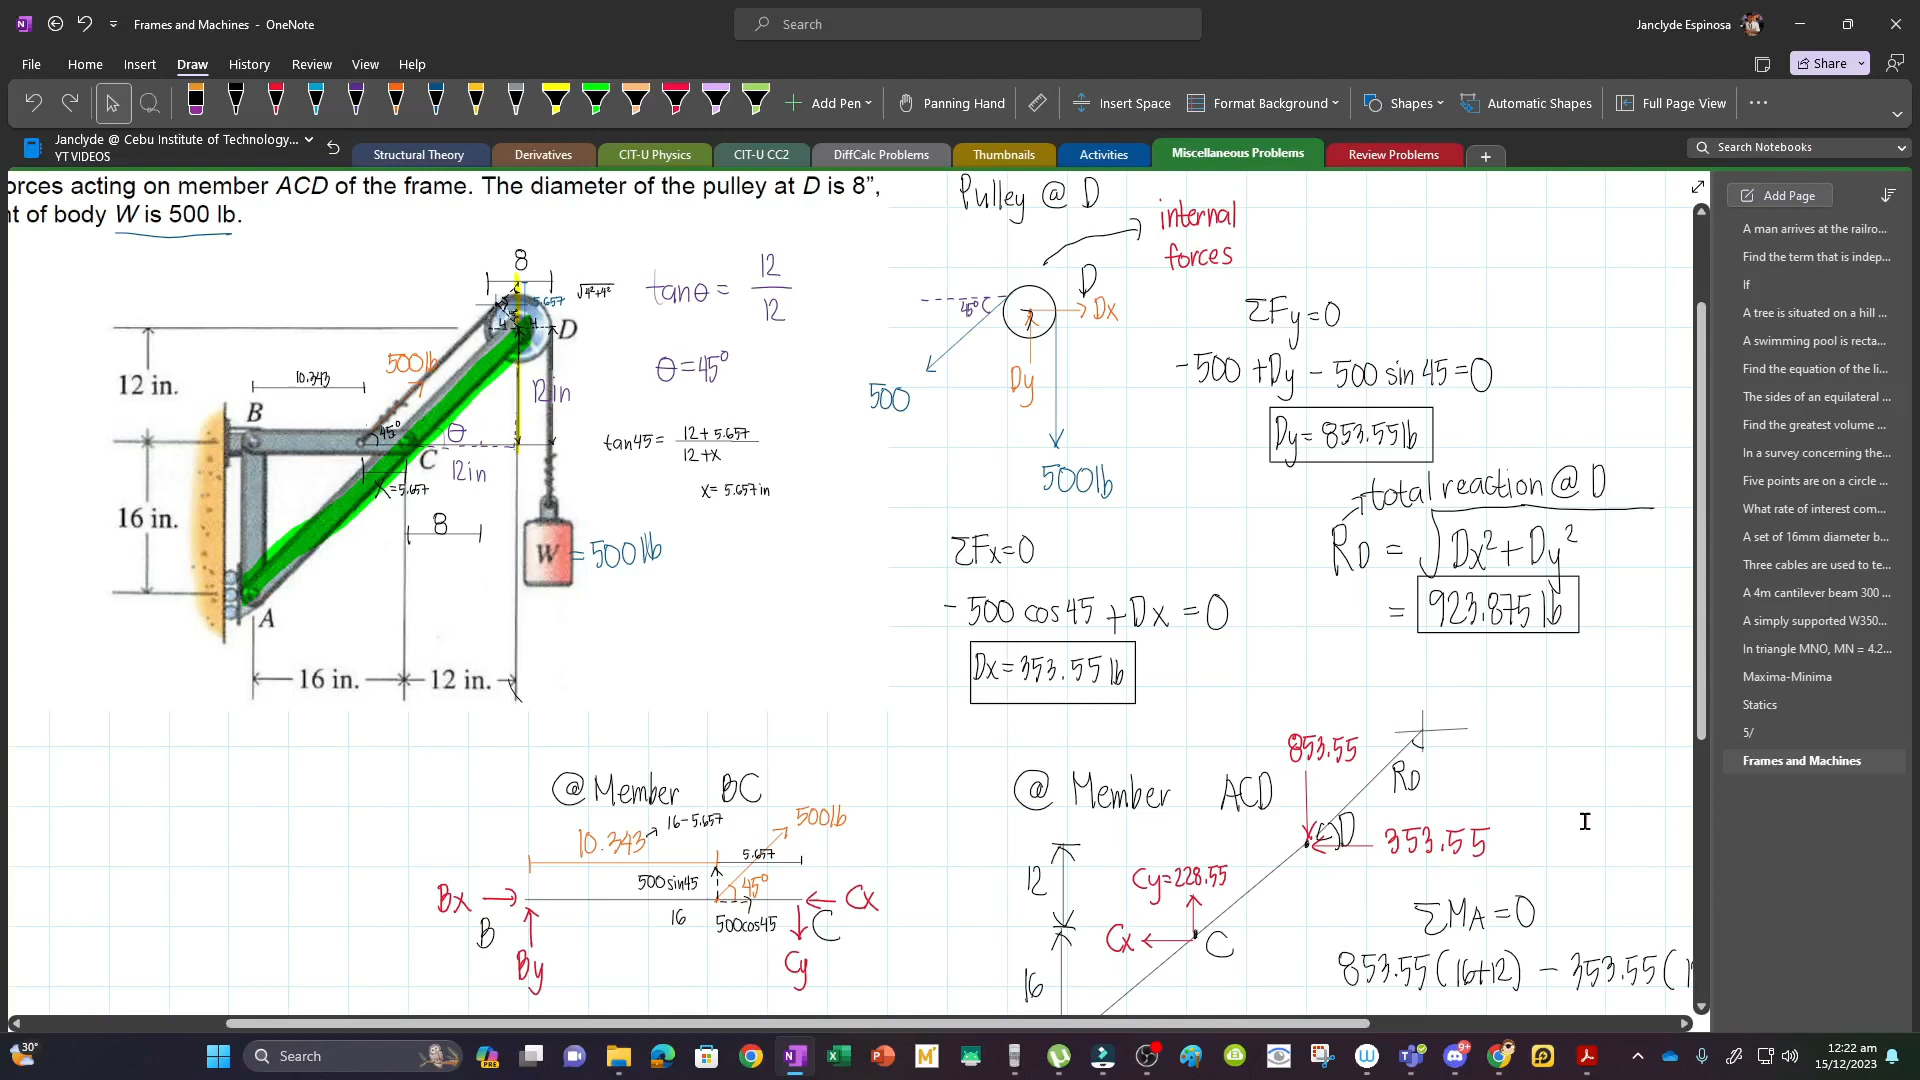 Frames and Machines - OneNote
Search
Janclyde Espinosa
File Home Insert Draw History Review View Help
Share
Add Pen
Panning Hand
Insert Space
Format Background
Shapes
Automatic Shapes
Full Page View
Janclyde @ Cebu Institute of Technology...
YT VIDEOS
Structural Theory
Derivatives
CIT-U Physics
CIT-U CC2
DiffCalc Problems
Thumbnails
Activities
Miscellaneous Problems
Review Problems
Search Notebooks
orces acting on member ACD of the frame. The diameter of the pulley at D is 8”,
nt of body W is 500 lb.
8
5.657
√4²+4²
tanθ = 12/12
θ = 45°
4
4
D
500lb
12in
12 in.
10.343
B
45°
θ
C
12in
x=5.657
8
16 in.
W = 500lb
A
16 in.
12 in.
tan45 = 12+5.657/12+x
x= 5.657in
Pulley @ D
internal
forces
D
45°
Dx
Dy
500
500lb
ΣFy=0
-500 +Dy - 500 sin 45 =0
Dy= 853.55lb
total reaction @ D
RD = √Dx²+Dy²
= 923.875 lb
ΣFx=0
- 500 cos 45 + Dx = 0
Dx = 353.55 lb
@ Member BC
16-5.657
10.343
500lb
5.657
500sin45
45°
Bx
Cx
B
16
500cos45
C
By
Cy
@ Member ACD
853.55
RD
D
353.55
12
Cy=228.55
Cx
C
16
ΣMA=0
853.55(16+12) - 353.55(1
Add Page
A man arrives at the railro...
Find the term that is indep...
If
A tree is situated on a hill ...
A swimming pool is recta...
Find the equation of the li...
The sides of an equilateral ...
Find the greatest volume ...
In a survey concerning the...
Five points are on a circle ...
What rate of interest com...
A set of 16mm diameter b...
Three cables are used to te...
A 4m cantilever beam 300 ...
A simply supported W350...
In triangle MNO, MN = 4.2...
Maxima-Minima
Statics
5/
Frames and Machines
30°
Search
PRE
9+
12:22 am
15/12/2023